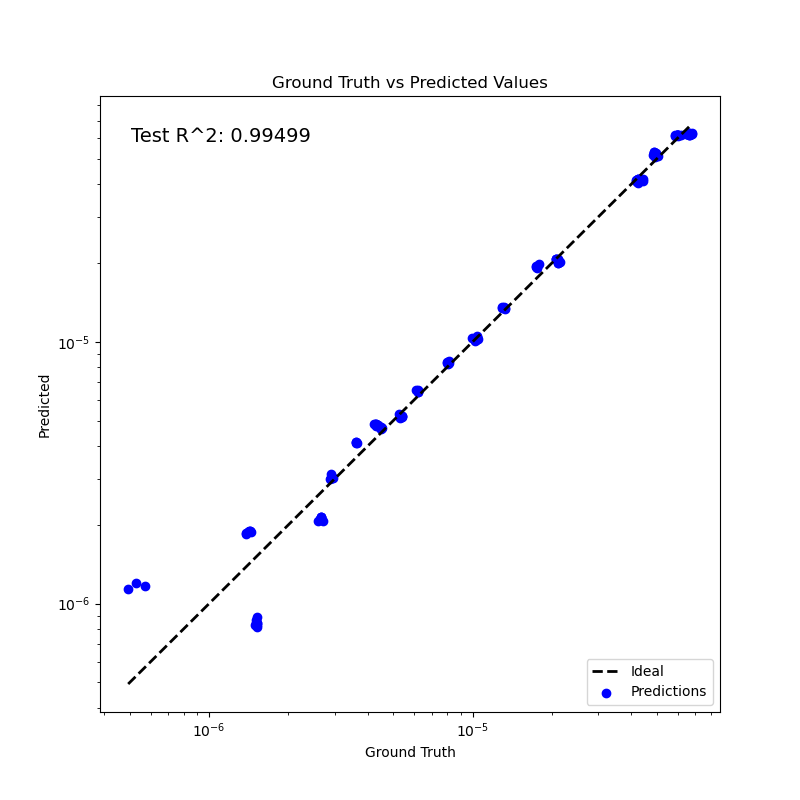 Ground Truth vs Predicted Values
Test R^2: 0.99499
10⁻⁵
10⁻⁶
Predicted
10⁻⁶
10⁻⁵
Ground Truth
Ideal
Predictions